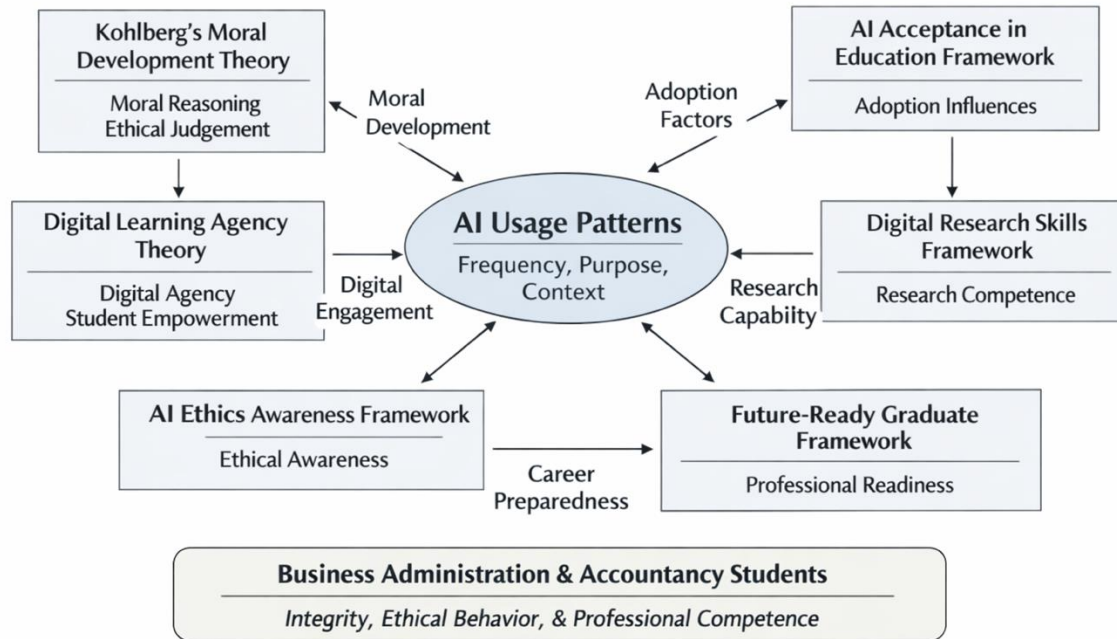 Kohlberg's Moral
Development Theory
Moral Reasoning
Ethical Judgement
AI Acceptance in
Education Framework
Adoption Influences
Moral
Development
Adoption
Factors
Digital Learning Agency
Theory
Digital Agency
Student Empowerment
AI Usage Patterns
Frequency, Purpose,
Context
Digital Research Skills
Framework
Research Competence
Digital
Engagement
Research
Capability
AI Ethics Awareness Framework
Ethical Awareness
Future-Ready Graduate
Framework
Professional Readiness
Career
Preparedness
Business Administration & Accountancy Students
Integrity, Ethical Behavior, & Professional Competence